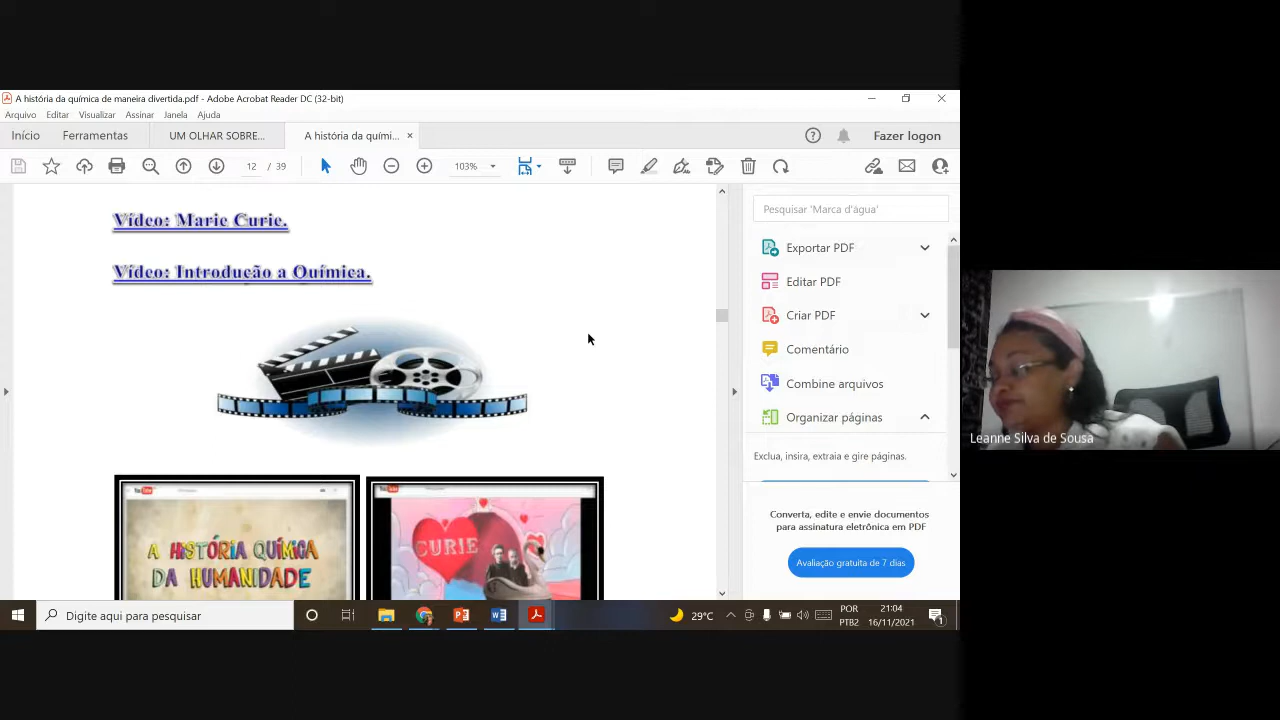 A história da química de maneira divertida.pdf - Adobe Acrobat Reader DC (32-bit)
Arquivo Editar Visualizar Assinar Janela Ajuda
Início Ferramentas UM OLHAR SOBRE... A história da quími... × Fazer logon
12 / 39 103%
Vídeo: Marie Curie.
Vídeo: Introdução a Química.
YouTube
A HISTÓRIA QUÍMICA
DA HUMANIDADE
YouTube
CURIE
Pesquisar 'Marca d'água'
Exportar PDF
Editar PDF
Criar PDF
Comentário
Combine arquivos
Organizar páginas
Exclua, insira, extraia e gire páginas.
Converta, edite e envie documentos
para assinatura eletrônica em PDF
Avaliação gratuita de 7 dias
Leanne Silva de Sousa
Digite aqui para pesquisar
29°C
POR
PTB2
21:04
16/11/2021
1